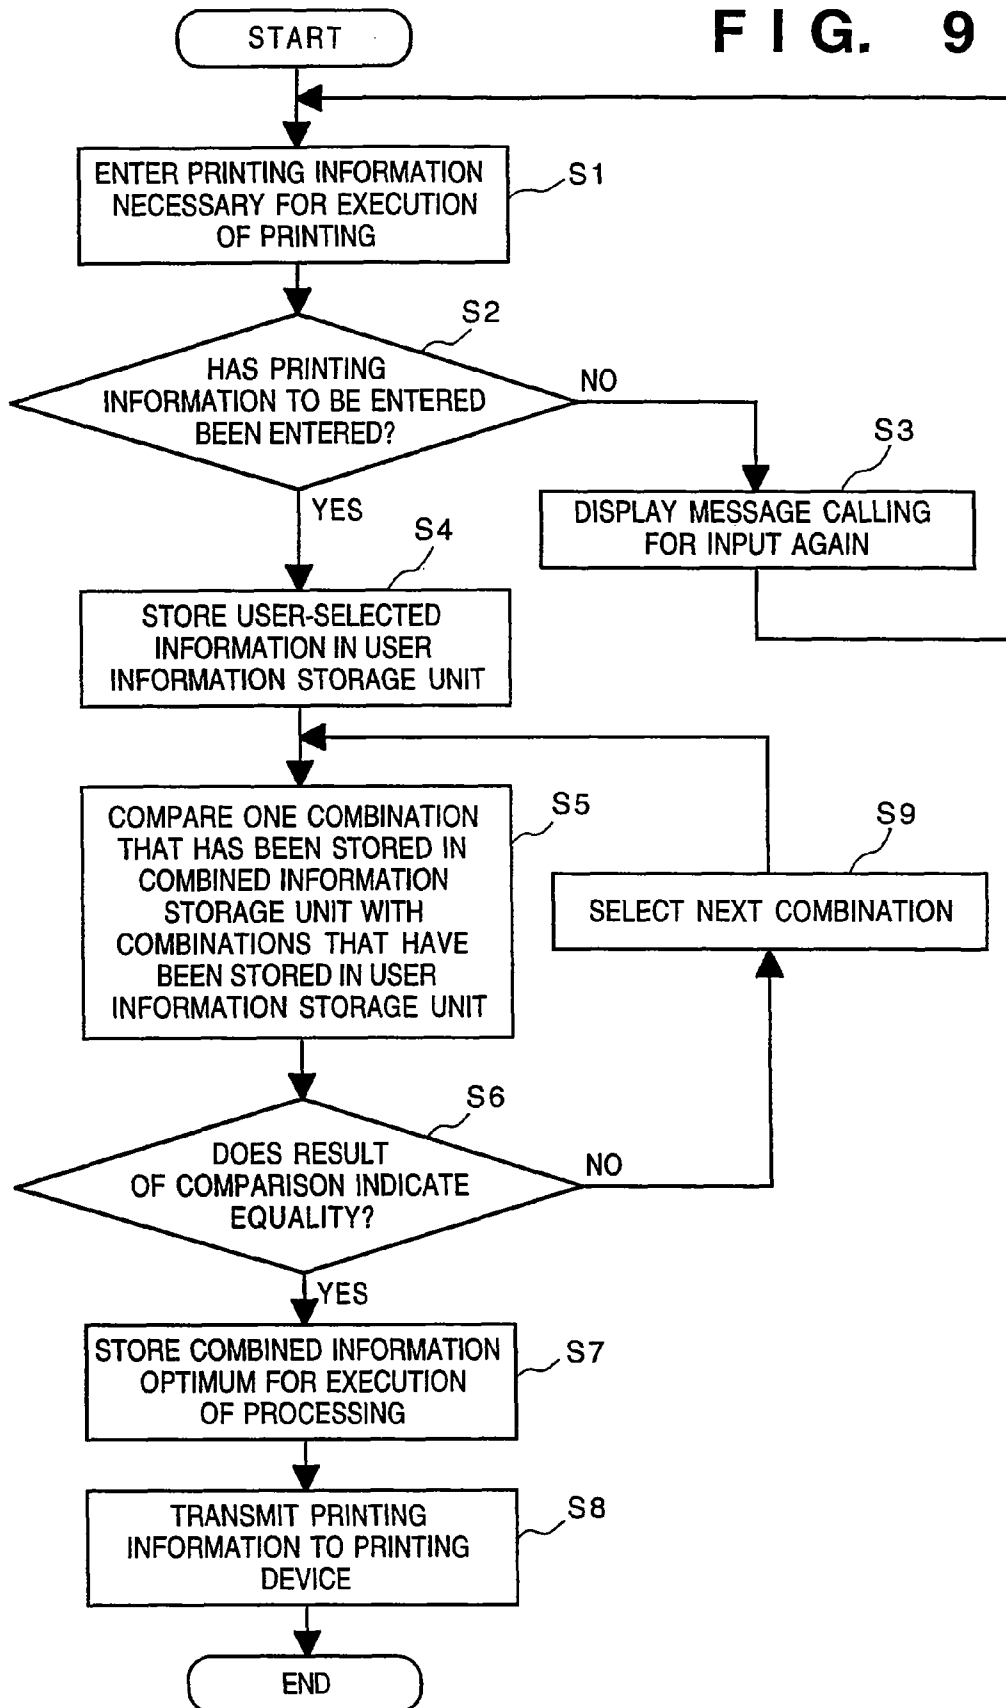 FIG. 9
START
S1
ENTER PRINTING INFORMATION
NECESSARY FOR EXECUTION
OF PRINTING
S2
HAS PRINTING
INFORMATION TO BE ENTERED
BEEN ENTERED?
NO
YES
S3
DISPLAY MESSAGE CALLING
FOR INPUT AGAIN
S4
STORE USER-SELECTED
INFORMATION IN USER
INFORMATION STORAGE UNIT
S5
COMPARE ONE COMBINATION
THAT HAS BEEN STORED IN
COMBINED INFORMATION
STORAGE UNIT WITH
COMBINATIONS THAT HAVE
BEEN STORED IN USER
INFORMATION STORAGE UNIT
S9
SELECT NEXT COMBINATION
S6
DOES RESULT
OF COMPARISON INDICATE
EQUALITY?
NO
YES
S7
STORE COMBINED INFORMATION
OPTIMUM FOR EXECUTION
OF PROCESSING
S8
TRANSMIT PRINTING
INFORMATION TO PRINTING
DEVICE
END